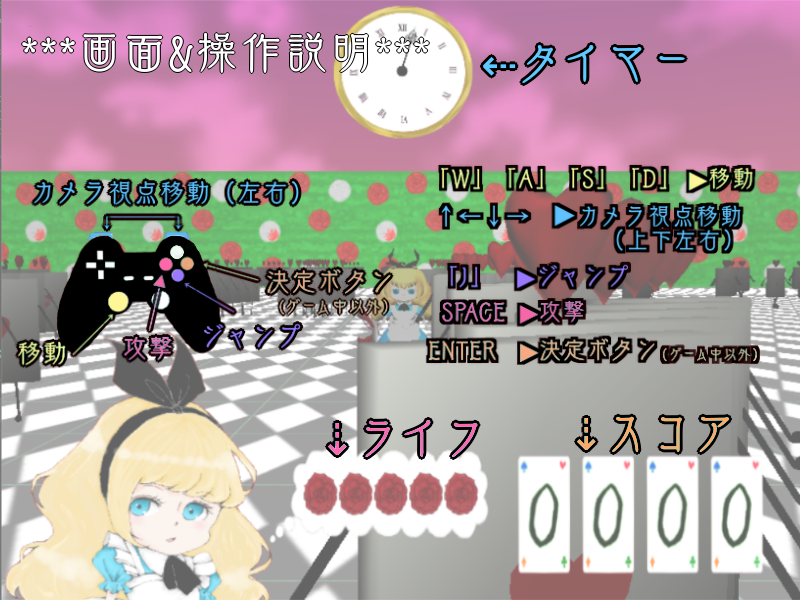 ***画面&操作説明***
←…タイマー
カメラ視点移動（左右）
決定ボタン
（ゲーム中以外）
ジャンプ
攻撃
移動
『W』『A』『S』『D』▶移動
↑←↓→ ▶カメラ視点移動
（上下左右）
『J』 ▶ジャンプ
SPACE ▶攻撃
ENTER ▶決定ボタン（ゲーム中以外）
↓ライフ
↓スコア
0 0 0 0